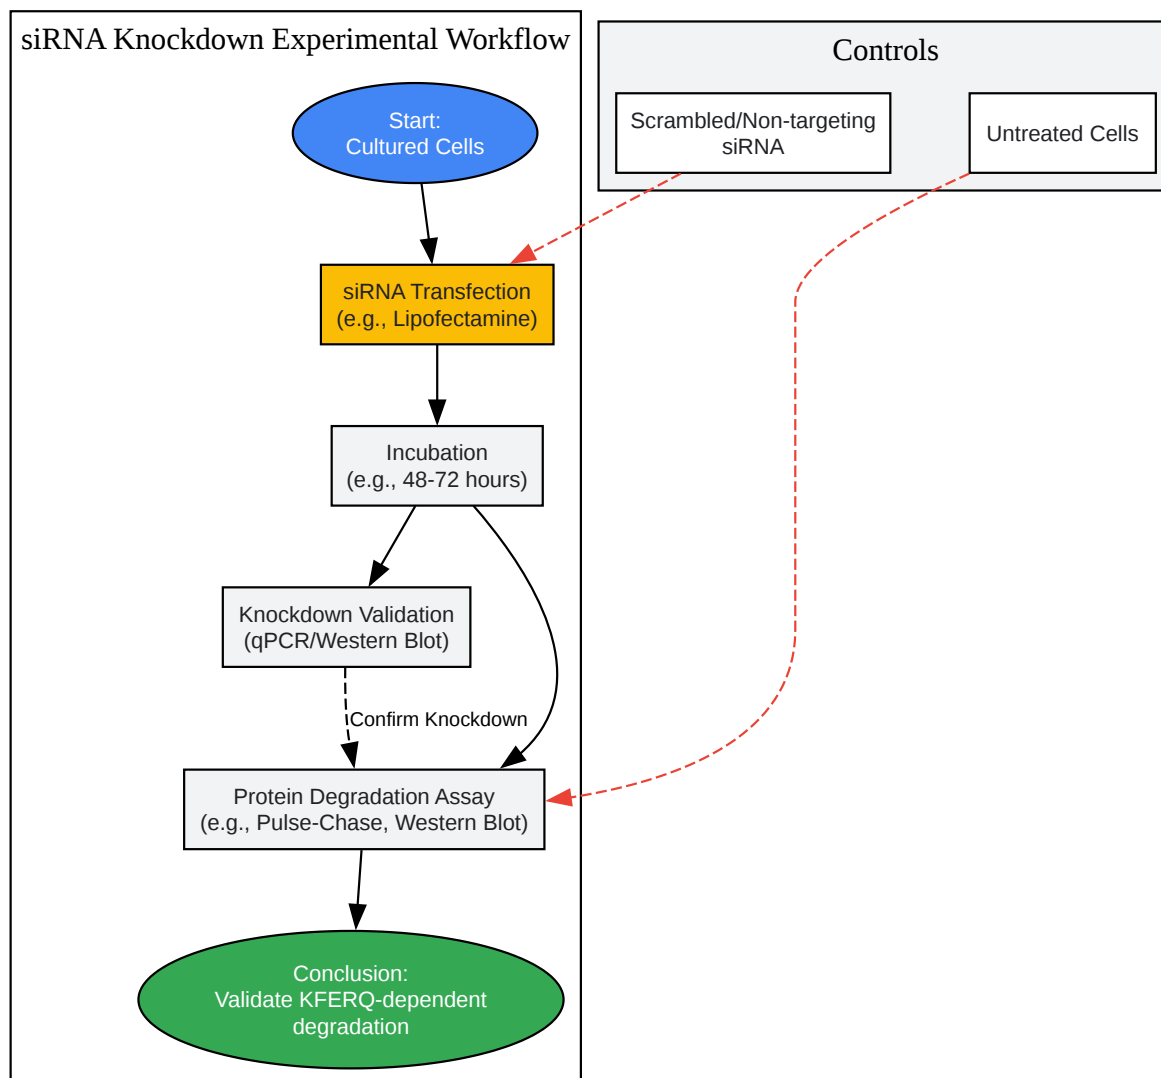 siRNA Knockdown Experimental Workflow
Start:
Cultured Cells
siRNA Transfection
(e.g., Lipofectamine)
Incubation
(e.g., 48-72 hours)
Knockdown Validation
(qPCR/Western Blot)
Confirm Knockdown
Protein Degradation Assay
(e.g., Pulse-Chase, Western Blot)
Conclusion:
Validate KFERQ-dependent
degradation
Controls
Scrambled/Non-targeting
siRNA
Untreated Cells